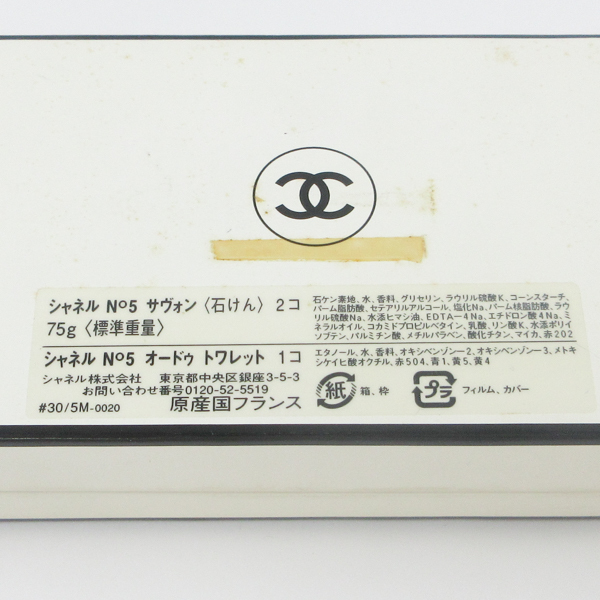 シャネル Nº5 サヴォン〈石けん〉2コ
75g〈標準重量〉
石ケン素地、水、香料、グリセリン、ラウリル硫酸K、コーンスターチ、
パーム脂肪酸、セテアリルアルコール、塩化Na、パーム核脂肪酸Na、ラウ
リル硫酸Na、水添ヒマシ油、EDTA-4Na、エチドロン酸4Na、ミ
ネラルオイル、コカミドプロピルベタイン、乳酸、リン酸K、水添ポリイ
ソブテン、パルミチン酸、メチルパラベン、酸化チタン、マイカ、赤202
シャネル Nº5 オードゥ トワレット 1コ
シャネル株式会社 東京都中央区銀座3-5-3
お問い合わせ番号0120-52-5519
#30/5M-0020 原産国フランス
エタノール、水、香料、オキシベンゾン-2、オキシベンゾン-3、メトキ
シケイヒ酸オクチル、赤504、青1、黄5、黄4
紙 箱、枠
プラ フィルム、カバー